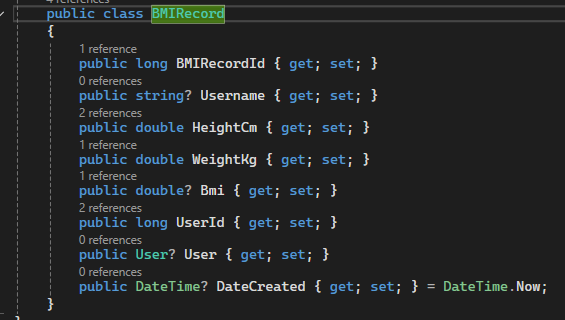 4 references
public class BMIRecord
{
1 reference
public long BMIRecordId { get; set; }
0 references
public string? Username { get; set; }
2 references
public double HeightCm { get; set; }
1 reference
public double WeightKg { get; set; }
1 reference
public double? Bmi { get; set; }
2 references
public long UserId { get; set; }
0 references
public User? User { get; set; }
0 references
public DateTime? DateCreated { get; set; } = DateTime.Now;
}
}